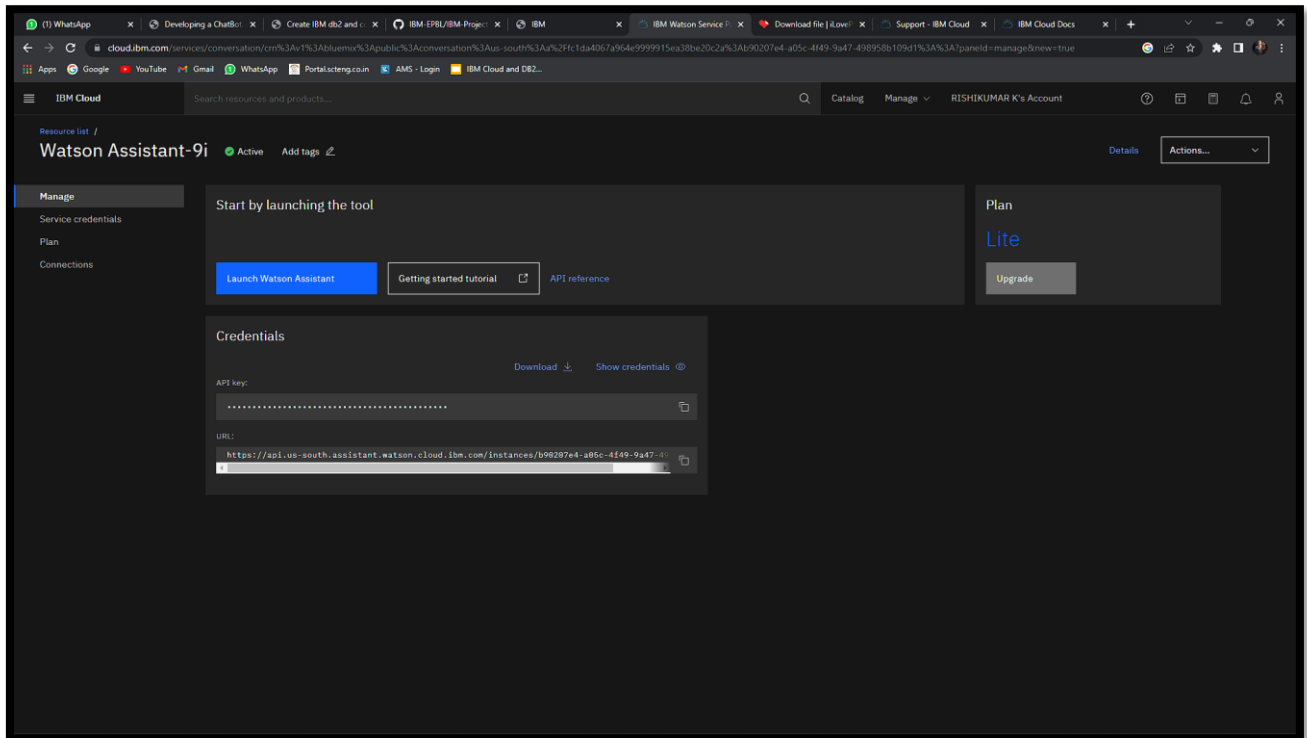 (1) WhatsApp
Developing a ChatBot
Create IBM db2 and c
IBM-EPBL/IBM-Project
IBM
IBM Watson Service P
Download file | iLoveP
Support - IBM Cloud
IBM Cloud Docs
cloud.ibm.com/services/conversation/crn%3Av1%3Abluemix%3Apublic%3Aconversation%3Aus-south%3Aa%2Ffc1da4067a964e9999915ea38be20c2a%3Ab90207e4-a05c-4f49-9a47-498958b109d1%3A%3A?paneId=manage&new=true
Apps Google YouTube Gmail WhatsApp Portal.scteng.co.in AMS - Login IBM Cloud and DB2...
IBM Cloud Search resources and products... Catalog Manage RISHIKUMAR K's Account
Resource list /
Watson Assistant-9i Active Add tags Details Actions...
Manage
Service credentials
Plan
Connections
Start by launching the tool
Launch Watson Assistant Getting started tutorial API reference
Plan
Lite
Upgrade
Credentials
Download Show credentials
API key:
URL:
https://api.us-south.assistant.watson.cloud.ibm.com/instances/b90207e4-a05c-4f49-9a47-49